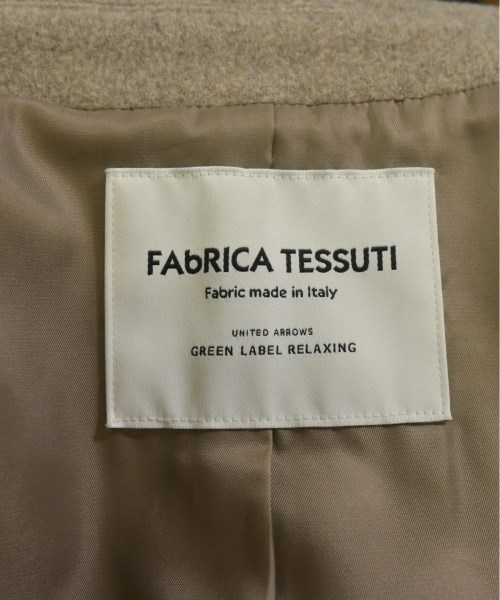 FAbRICA TESSUTI
Fabric made in Italy
UNITED ARROWS
GREEN LABEL RELAXING